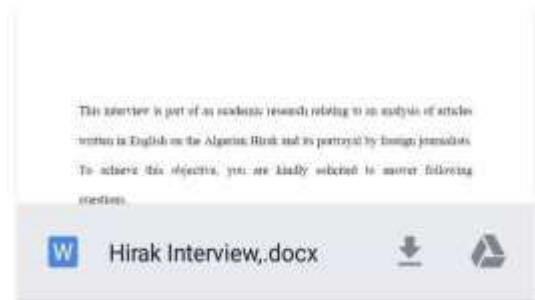 This interview is part of an academic research relating to an analysis of articles
written in English on the Algerian Hirak and its portrayal by foreign journalists.
To achieve this objective, you are kindly solicited to answer following
questions.
W Hirak Interview,.docx